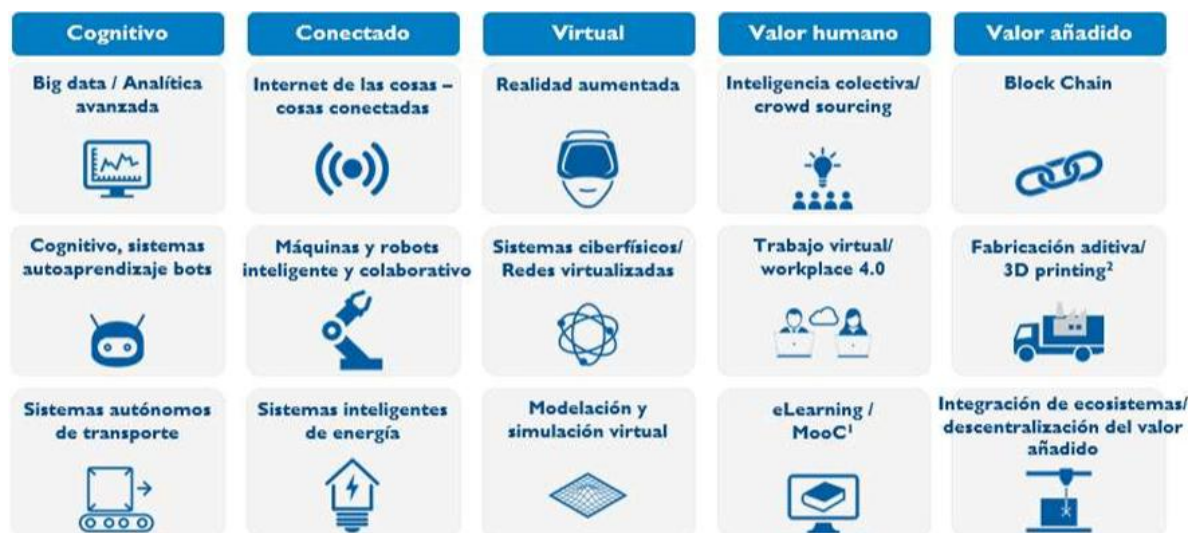 Cognitivo
Conectado
Virtual
Valor humano
Valor añadido
Big data / Analítica
avanzada
Internet de las cosas –
cosas conectadas
Realidad aumentada
Inteligencia colectiva/
crowd sourcing
Block Chain
Cognitivo, sistemas
autoaprendizaje bots
Máquinas y robots
inteligente y colaborativo
Sistemas ciberfísicos/
Redes virtualizadas
Trabajo virtual/
workplace 4.0
Fabricación aditiva/
3D printing²
Sistemas autónomos
de transporte
Sistemas inteligentes
de energía
Modelación y
simulación virtual
eLearning /
MooC¹
Integración de ecosistemas/
descentralización del valor
añadido